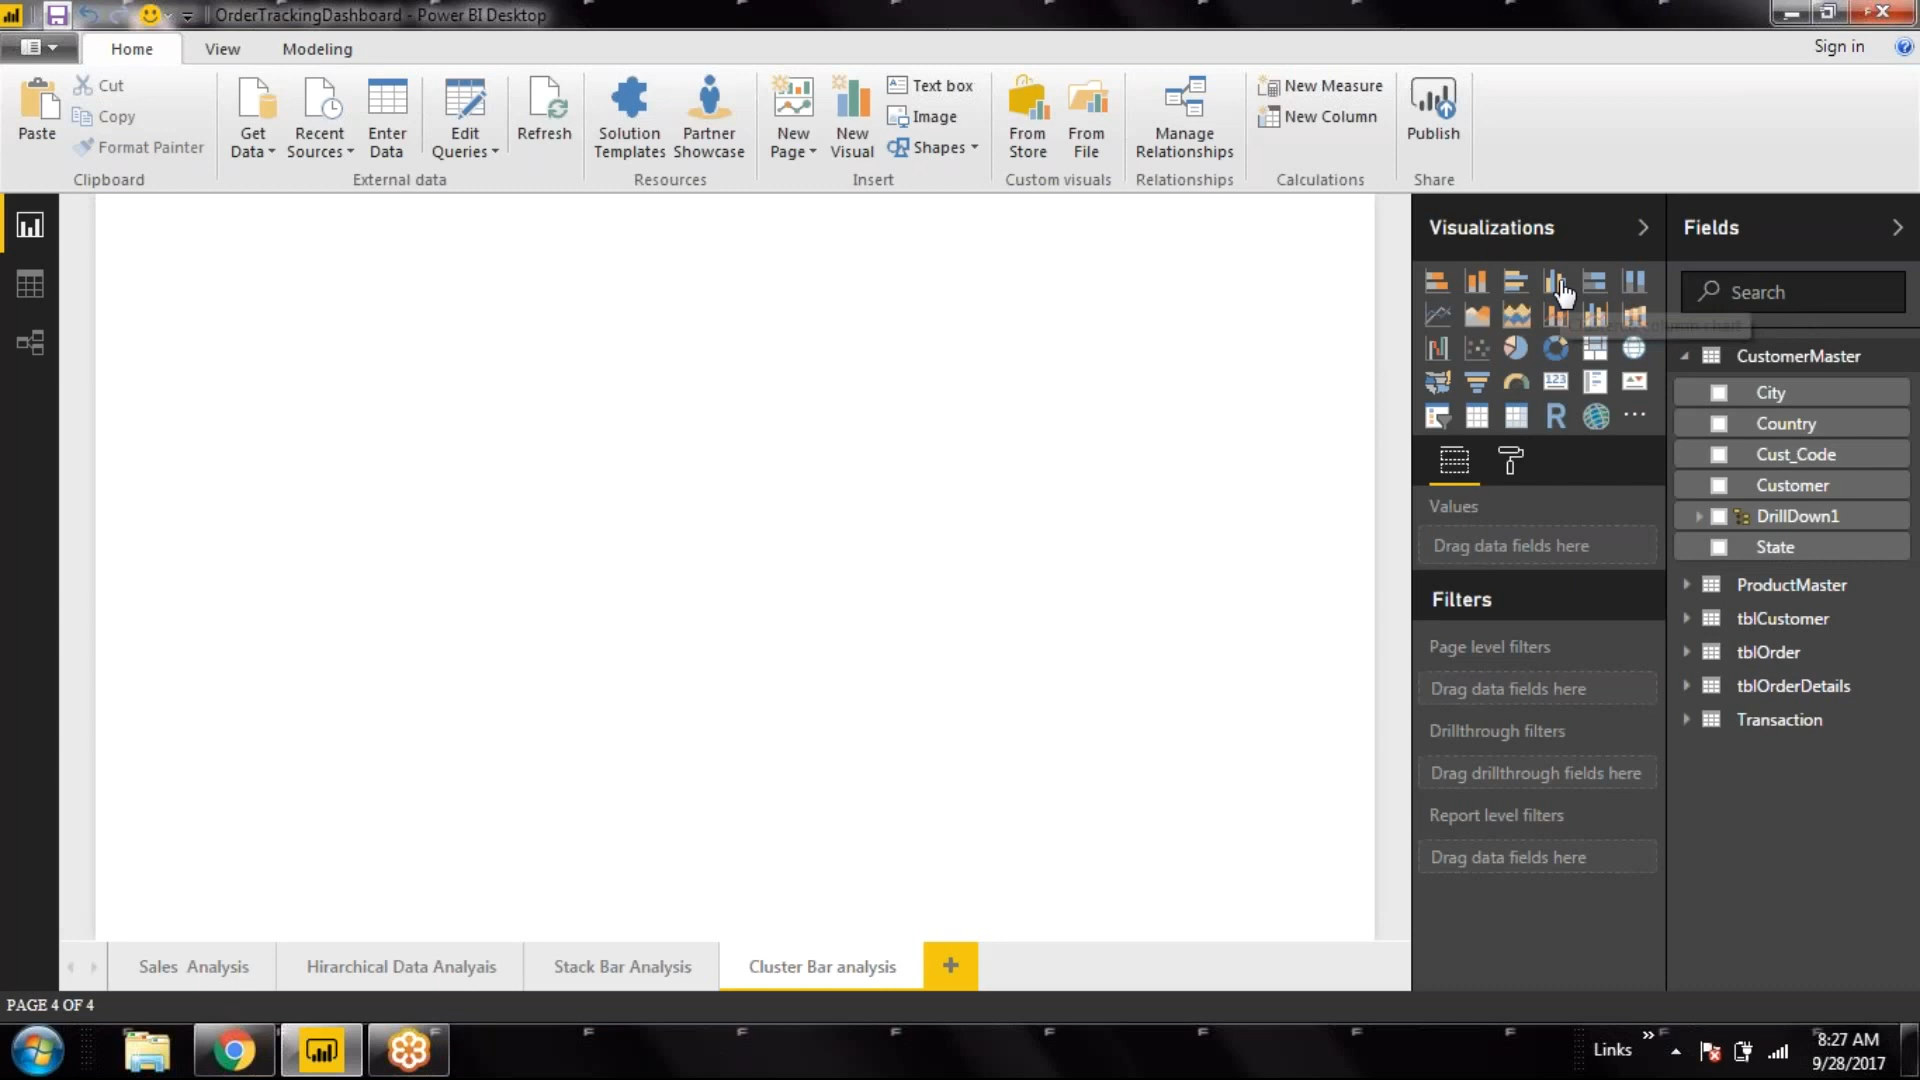 OrderTrackingDashboard - Power BI Desktop
Home View Modeling Sign in
Paste
Cut
Copy
Format Painter
Clipboard
Get Data
Recent Sources
Enter Data
Edit Queries
External data
Refresh
Solution Templates
Partner Showcase
Resources
New Page
New Visual
Text box
Image
Shapes
Insert
From Store
From File
Custom visuals
Manage Relationships
Relationships
New Measure
New Column
Calculations
Publish
Share
Visualizations
123
R
Values
Drag data fields here
Filters
Page level filters
Drag data fields here
Drillthrough filters
Drag drillthrough fields here
Report level filters
Drag data fields here
Fields
Search
CustomerMaster
City
Country
Cust_Code
Customer
DrillDown1
State
ProductMaster
tblCustomer
tblOrder
tblOrderDetails
Transaction
Sales Analysis
Hirarchical Data Analyais
Stack Bar Analysis
Cluster Bar analysis
PAGE 4 OF 4
Links
8:27 AM
9/28/2017